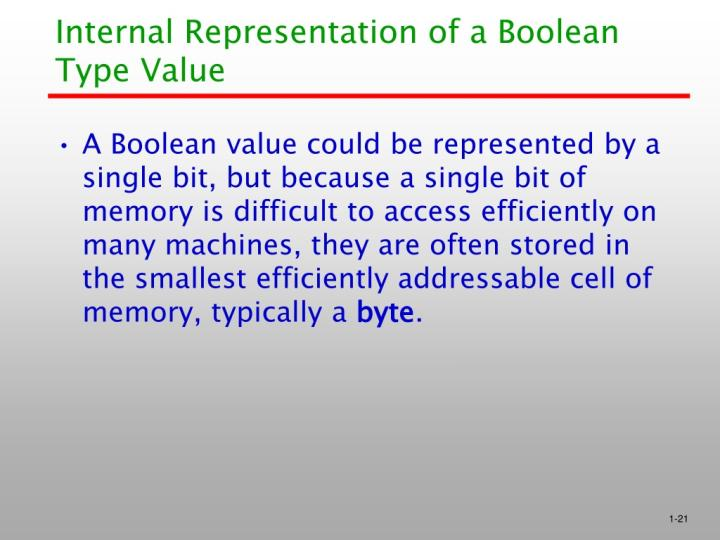 Internal Representation of a Boolean
Type Value
• A Boolean value could be represented by a
single bit, but because a single bit of
memory is difficult to access efficiently on
many machines, they are often stored in
the smallest efficiently addressable cell of
memory, typically a byte.
1-21